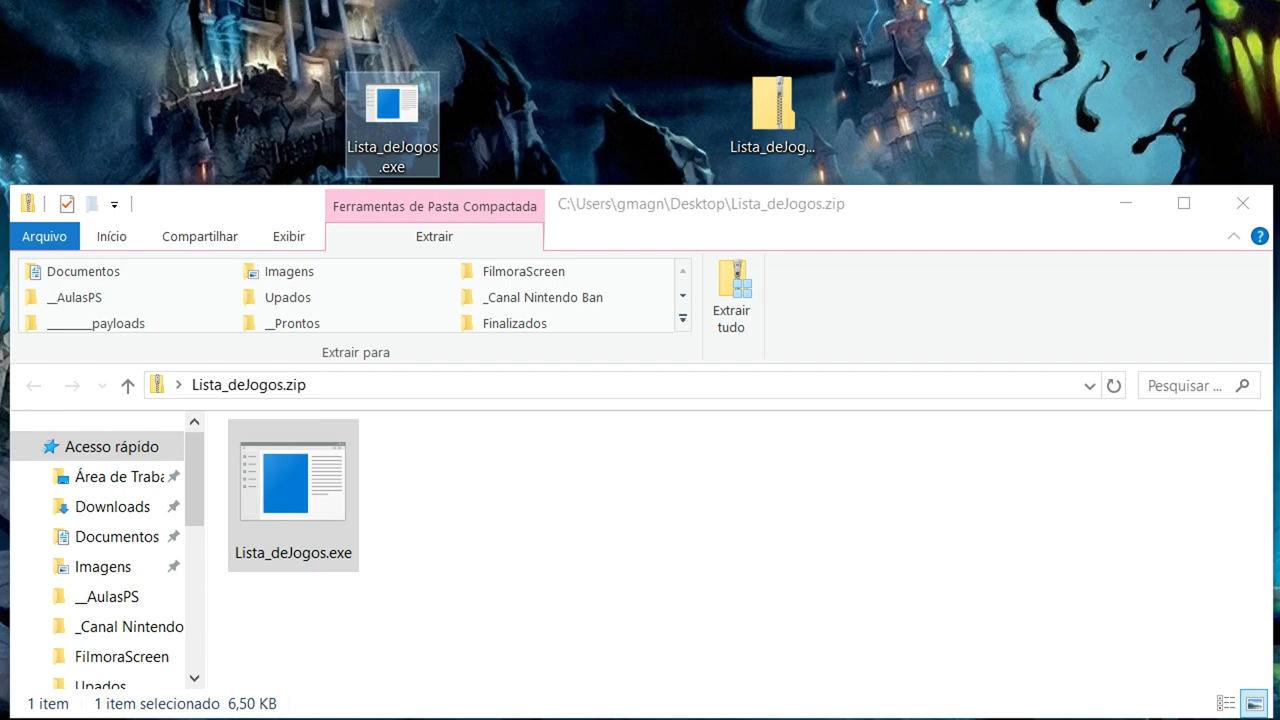 Lista_deJogos
.exe
Lista_deJog...
Ferramentas de Pasta Compactada
C:\Users\gmagn\Desktop\Lista_deJogos.zip
Arquivo
Início
Compartilhar
Exibir
Extrair
Documentos
Imagens
FilmoraScreen
__AulasPS
Upados
_Canal Nintendo Ban
_______payloads
__Prontos
Finalizados
Extrair
tudo
Extrair para
Lista_deJogos.zip
Pesquisar ...
Acesso rápido
Área de Traba
Downloads
Documentos
Imagens
__AulasPS
_Canal Nintendo
FilmoraScreen
Upados
Lista_deJogos.exe
1 item
1 item selecionado 6,50 KB